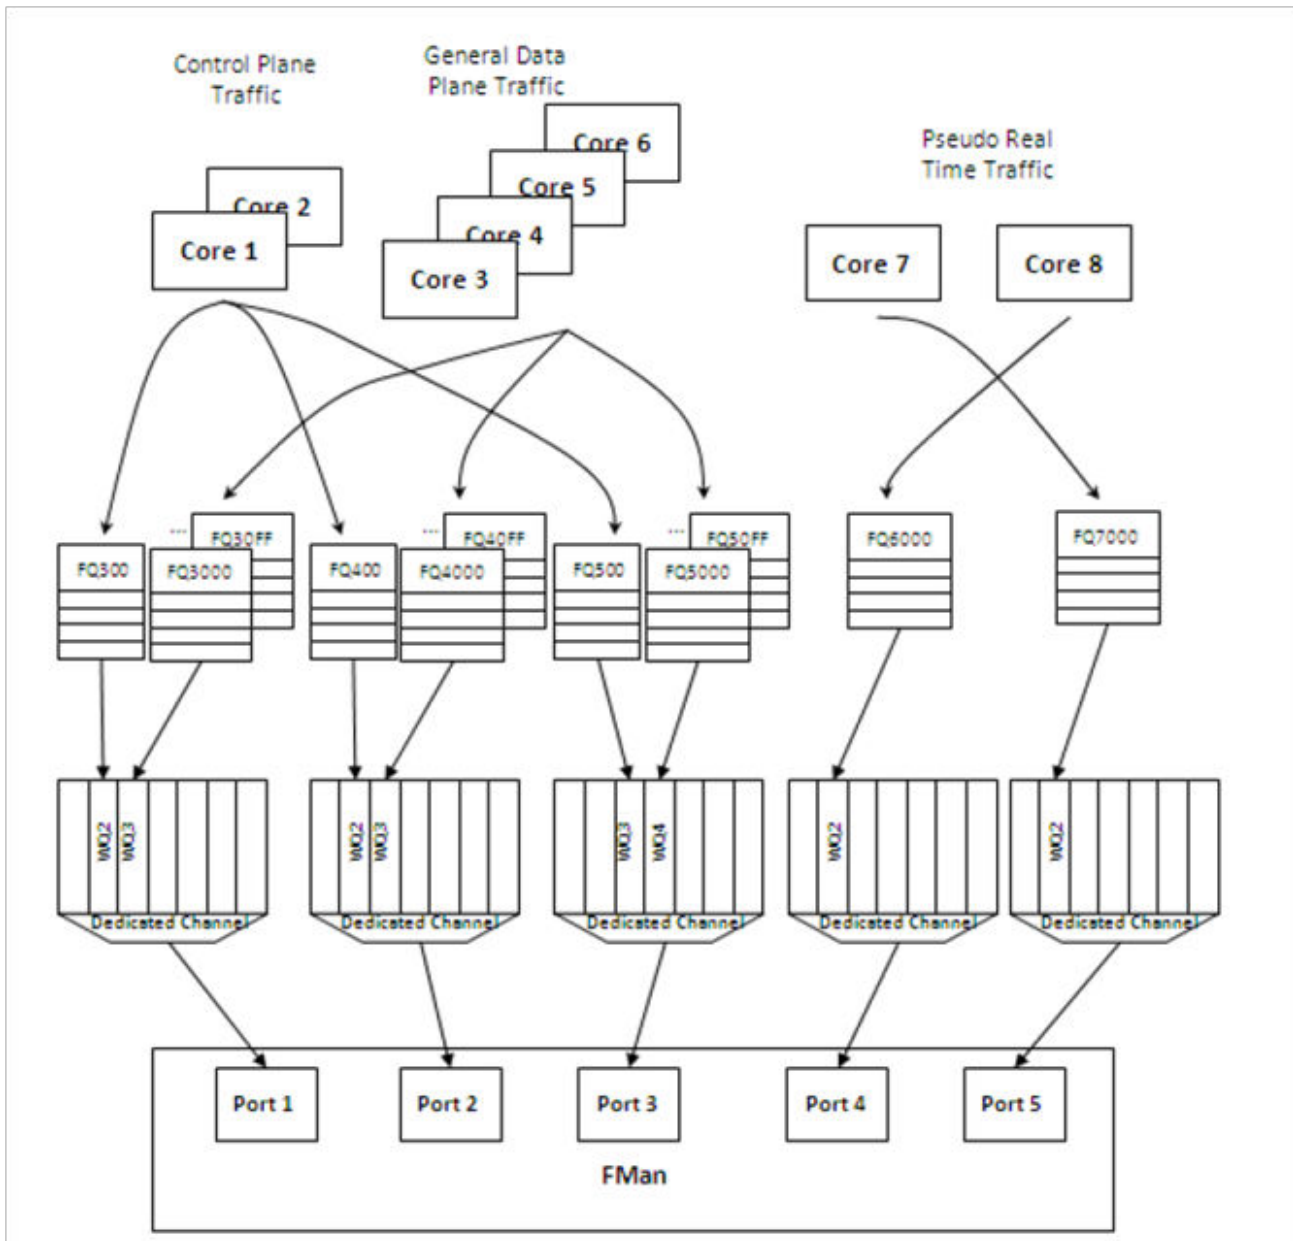 Control Plane
Traffic
General Data
Plane Traffic
Pseudo Real
Time Traffic
Core 6
Core 5
Core 4
Core 3
Core 2
Core 1
Core 7
Core 8
... FQ30FF
FQ300
FQ3000
... FQ40FF
FQ400
FQ4000
... FQ50FF
FQ500
FQ5000
FQ6000
FQ7000
WQ2
WQ3
WQ2
WQ3
WQ3
WQ4
WQ2
WQ2
Dedicated Channel
Dedicated Channel
Dedicated Channel
Dedicated Channel
Dedicated Channel
Port 1
Port 2
Port 3
Port 4
Port 5
FMan